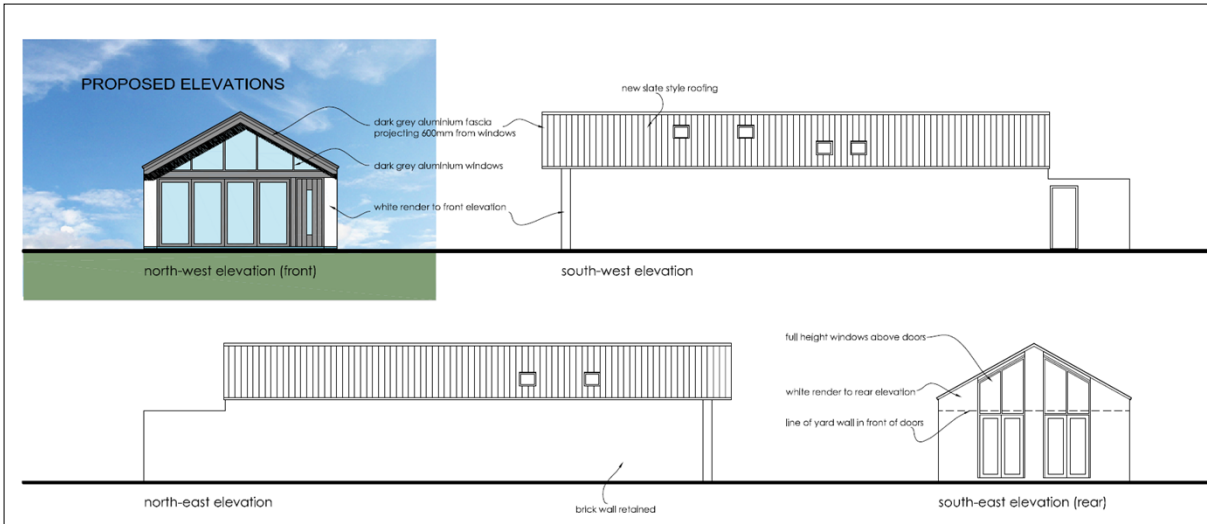 PROPOSED ELEVATIONS
dark grey aluminium fascia
projecting 600mm from windows
dark grey aluminium windows
white render to front elevation
north-west elevation (front)
new slate style roofing
south-west elevation
north-east elevation
brick wall retained
full height windows above doors
white render to rear elevation
line of yard wall in front of doors
south-east elevation (rear)